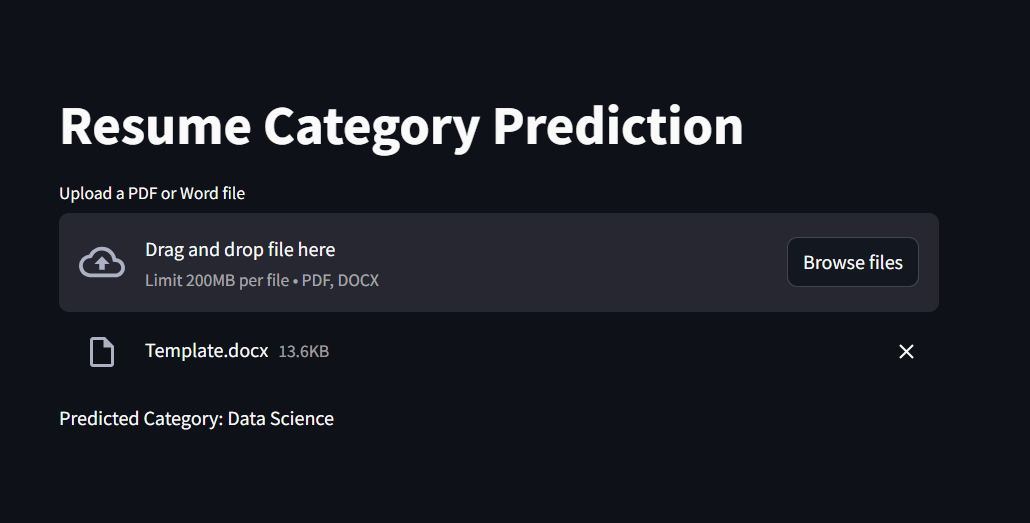 Resume Category Prediction
Upload a PDF or Word file
Drag and drop file here
Limit 200MB per file • PDF, DOCX
Browse files
Template.docx 13.6KB
Predicted Category: Data Science